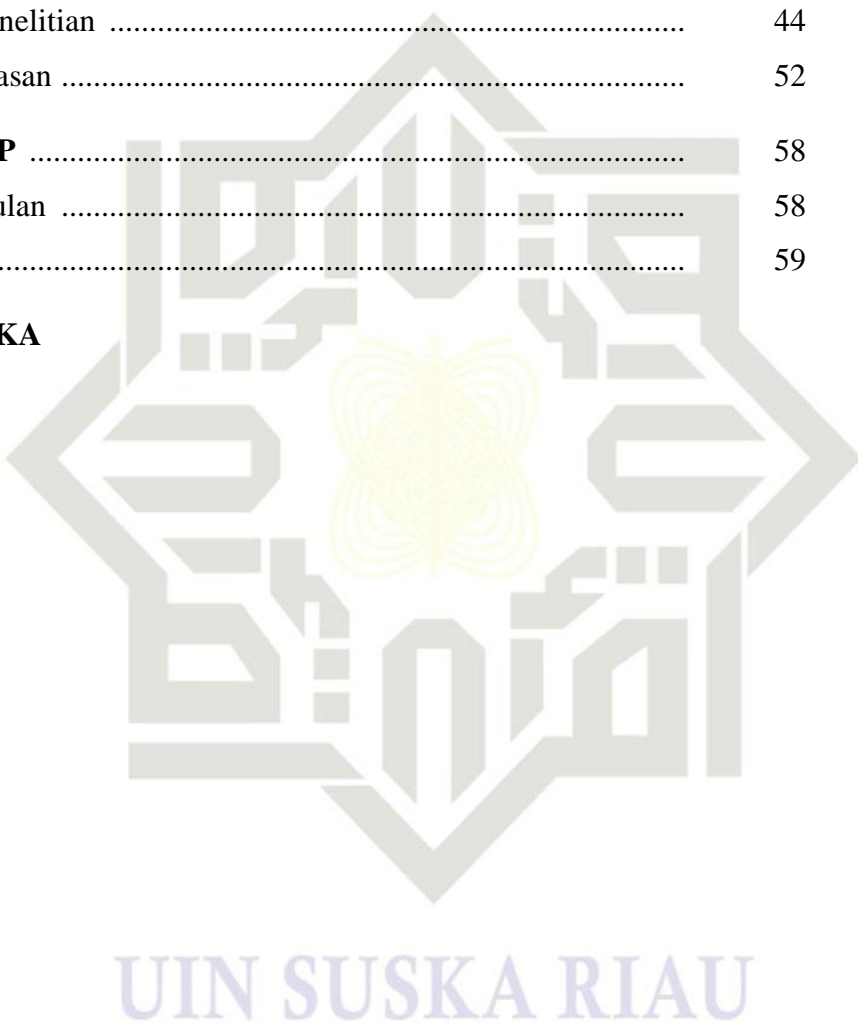 nelitian ........................................................................... 44
asan ................................................................................. 52
P ..................................................................................... 58
ulan ................................................................................. 58
......................................................................................... 59
KA
UIN SUSKA RIAU